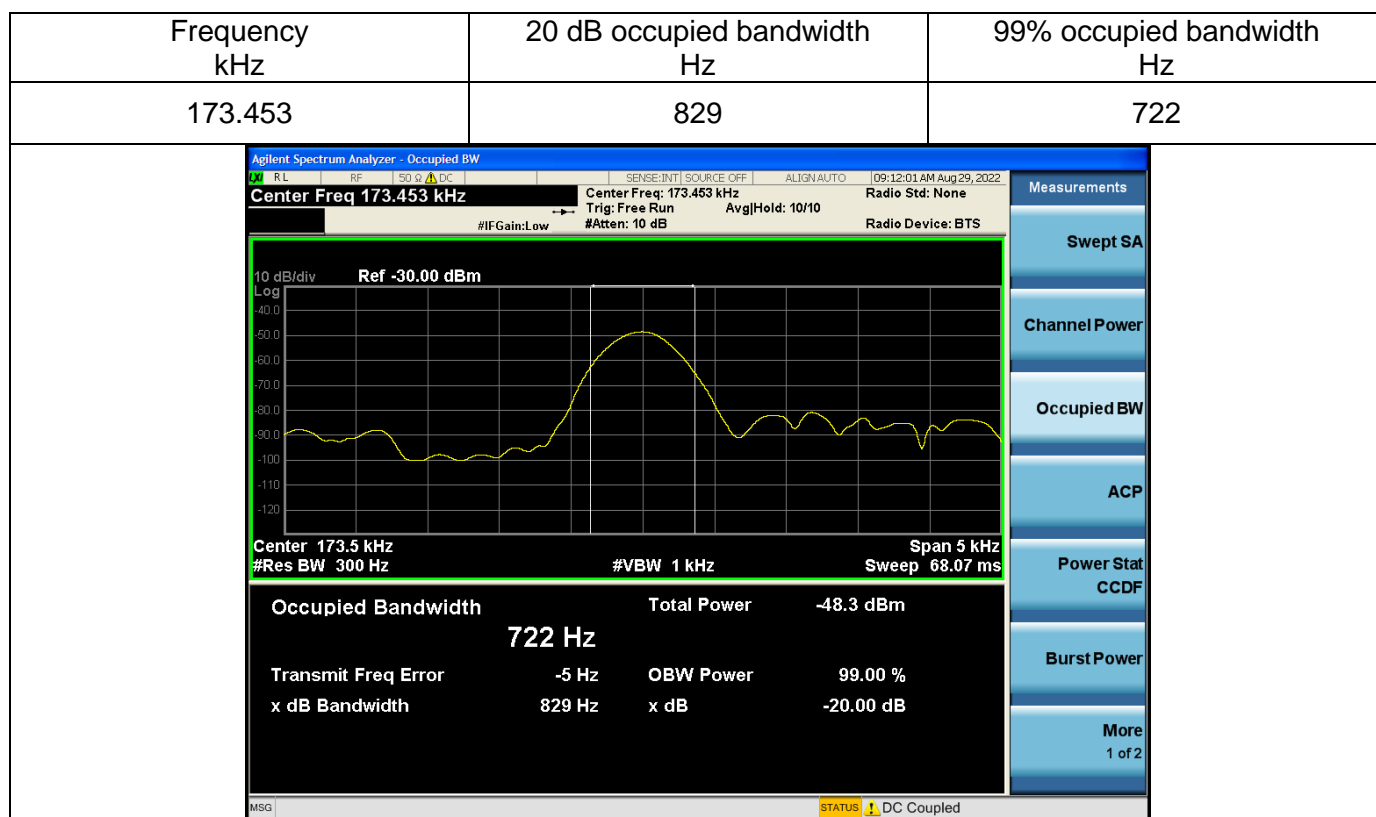 Frequency
kHz
20 dB occupied bandwidth
Hz
99% occupied bandwidth
Hz
173.453
829
722
Agilent Spectrum Analyzer - Occupied BW
LXI RL RF 50 Ω DC SENSE:INT SOURCE OFF ALIGN AUTO 09:12:01 AM Aug 29, 2022
Center Freq 173.453 kHz
Center Freq: 173.453 kHz
Radio Std: None
Trig: Free Run Avg|Hold: 10/10
#IFGain:Low
#Atten: 10 dB
Radio Device: BTS
10 dB/div Ref -30.00 dBm
Log
-40.0
-50.0
-60.0
-70.0
-80.0
-90.0
-100
-110
-120
Center 173.5 kHz Span 5 kHz
#Res BW 300 Hz #VBW 1 kHz Sweep 68.07 ms
Occupied Bandwidth Total Power -48.3 dBm
722 Hz
Transmit Freq Error -5 Hz OBW Power 99.00 %
x dB Bandwidth 829 Hz x dB -20.00 dB
MSG STATUS DC Coupled
Measurements
Swept SA
Channel Power
Occupied BW
ACP
Power Stat
CCDF
Burst Power
More
1 of 2